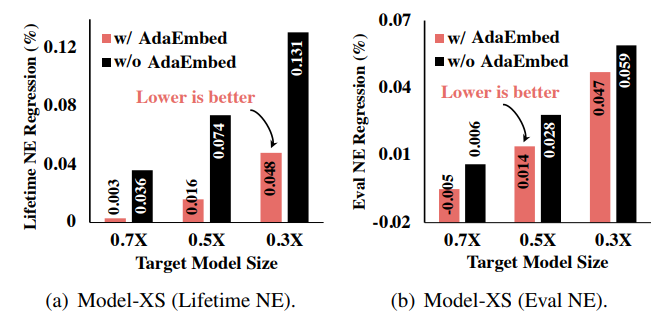 Lifetime NE Regression (%)
0.12
0.08
0.04
0
w/ AdaEmbed
w/o AdaEmbed
Lower is better
0.003
0.036
0.016
0.074
0.048
0.131
0.7X 0.5X 0.3X
Target Model Size
(a) Model-XS (Lifetime NE).
Eval NE Regression (%)
0.07
0.04
0.01
-0.02
w/ AdaEmbed
w/o AdaEmbed
Lower is better
-0.005
0.006
0.014
0.028
0.047
0.059
0.7X 0.5X 0.3X
Target Model Size
(b) Model-XS (Eval NE).